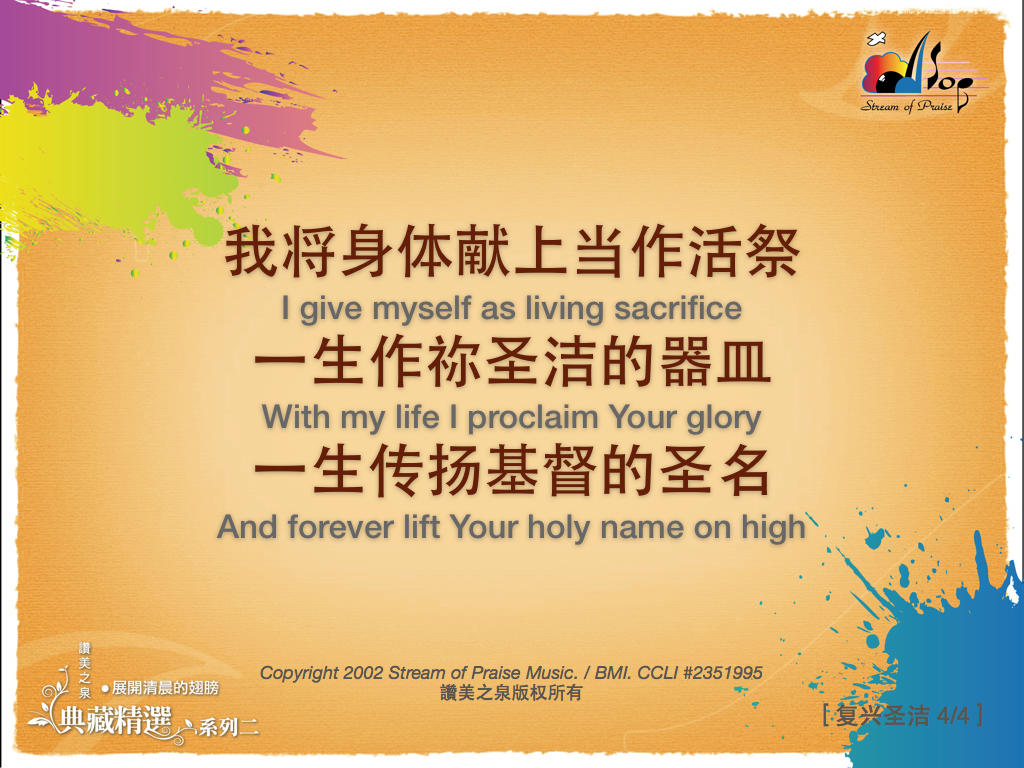 SOP
Stream of Praise
我将身体献上当作活祭
I give myself as living sacrifice
一生作祢圣洁的器皿
With my life I proclaim Your glory
一生传扬基督的圣名
And forever lift Your holy name on high
讚美之泉
●展開清晨的翅膀
典藏精選 系列二
Copyright 2002 Stream of Praise Music. / BMI. CCLI #2351995
讚美之泉版权所有
[ 复兴圣洁 4/4 ]